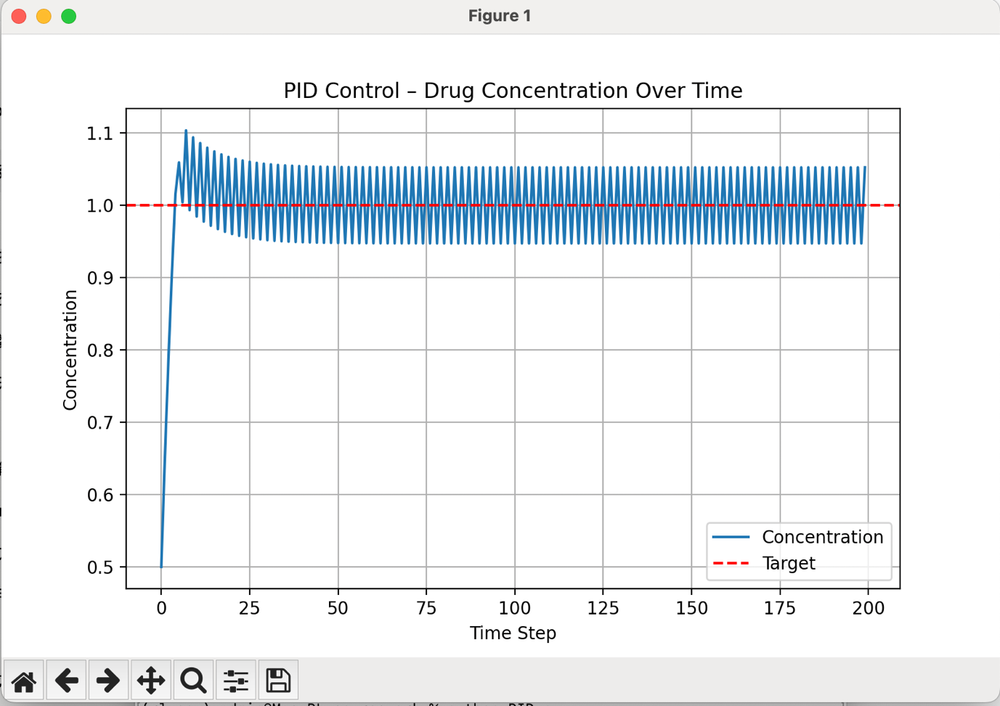 Figure 1
PID Control – Drug Concentration Over Time
1.1
1.0
0.9
0.8
0.7
0.6
0.5
Concentration
Concentration
Target
0 25 50 75 100 125 150 175 200
Time Step